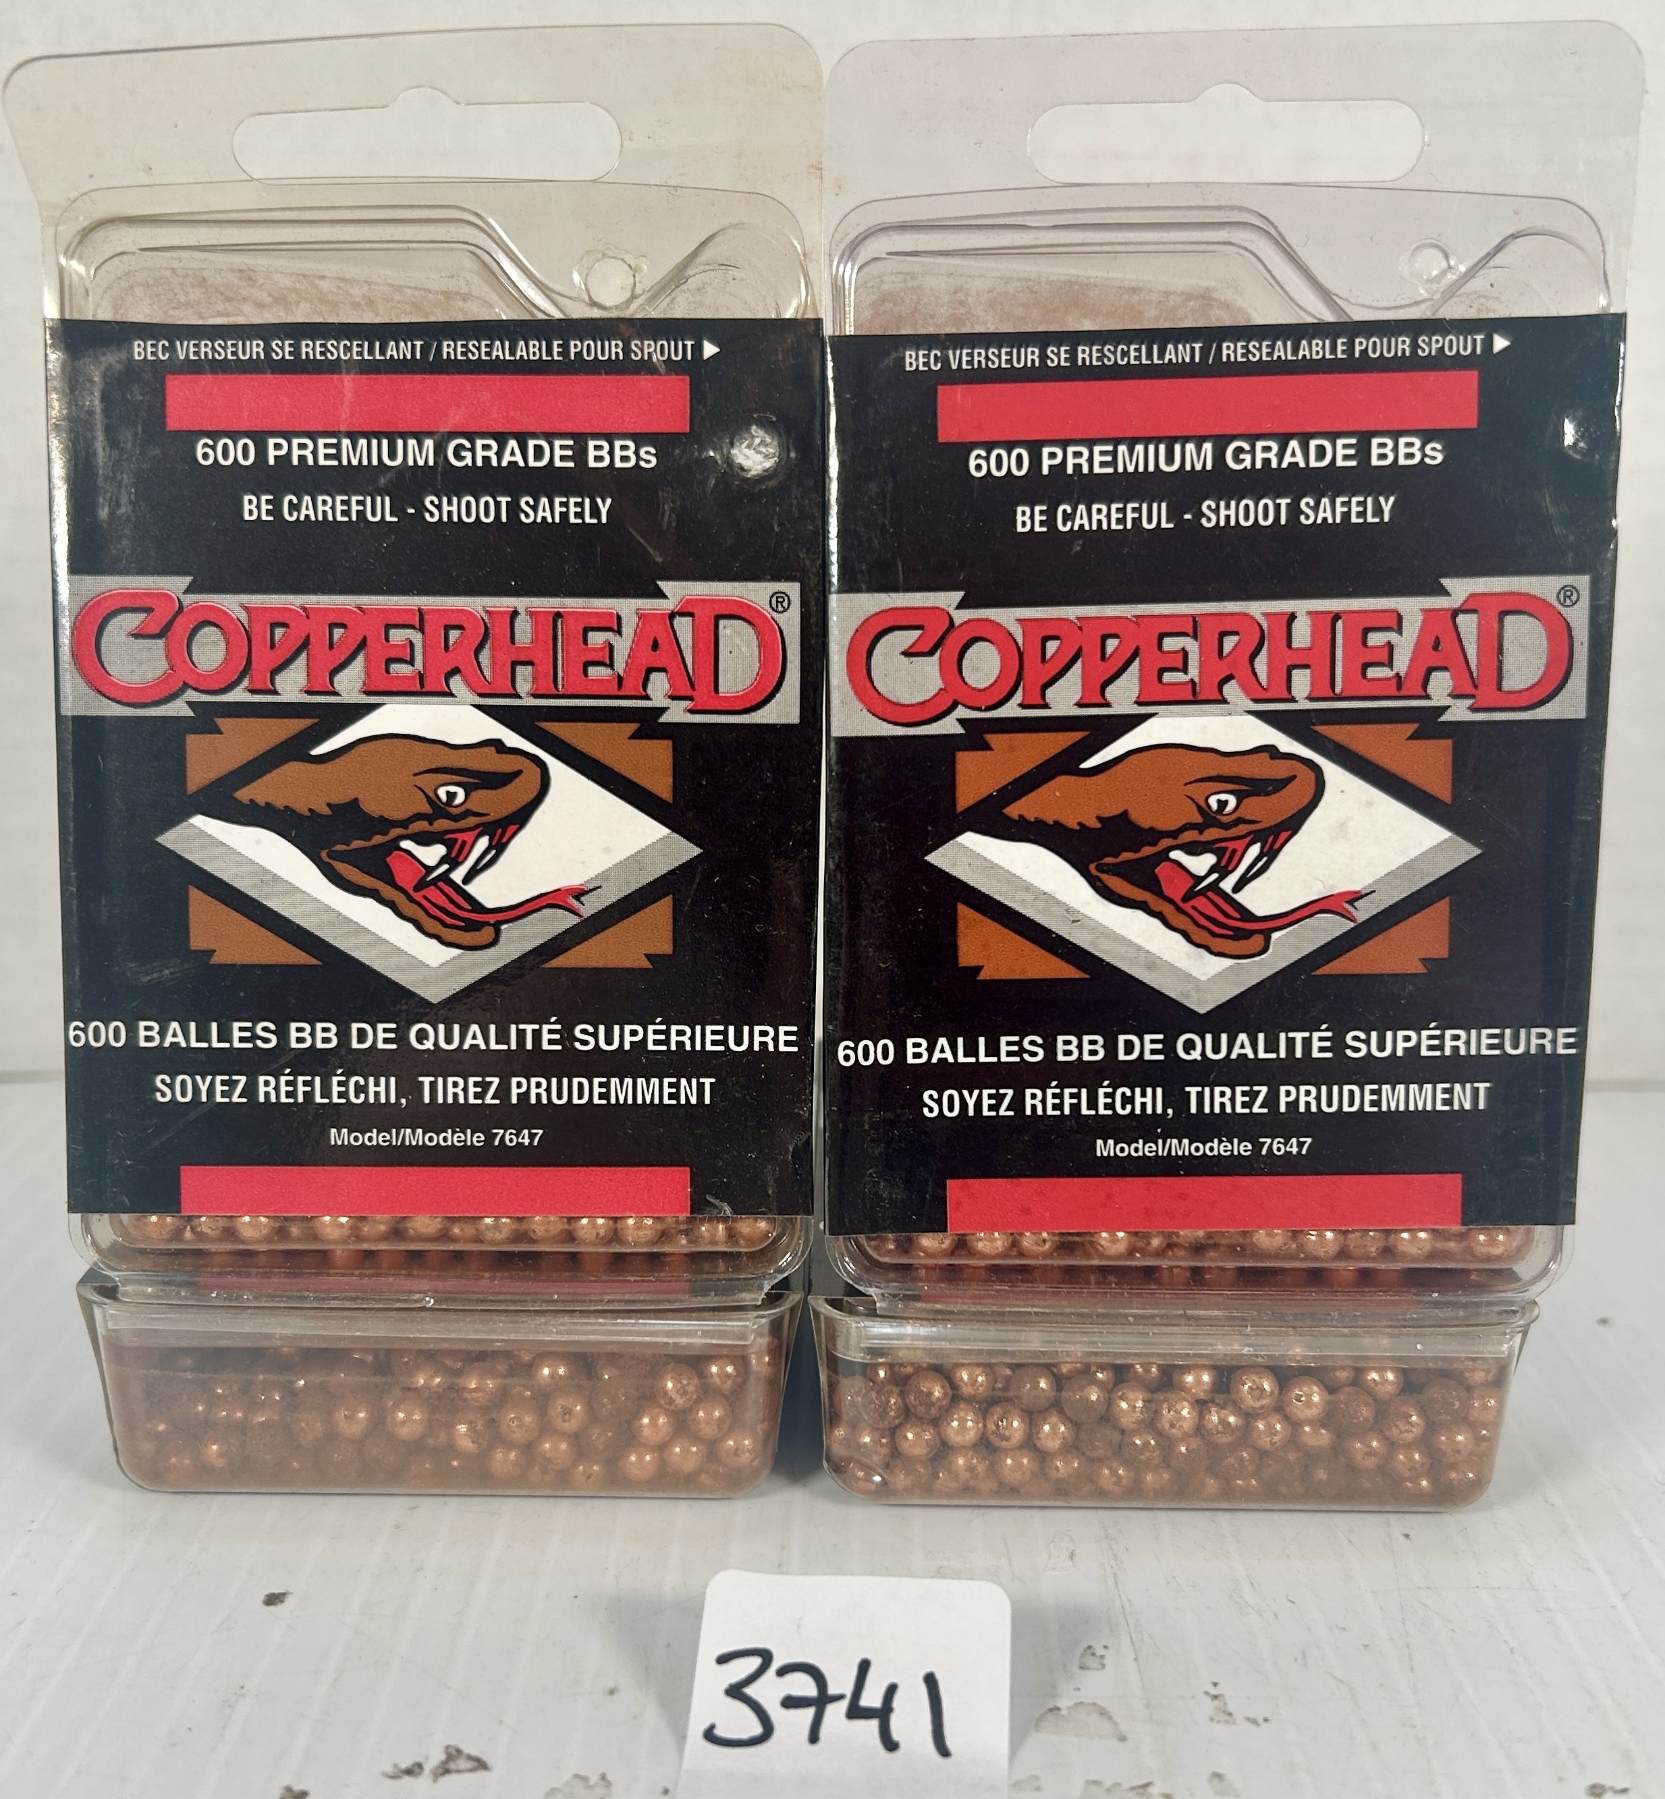 BEC VERSEUR SE RESCELLANT / RESEALABLE POUR SPOUT ▶
600 PREMIUM GRADE BBs
BE CAREFUL - SHOOT SAFELY
COPPERHEAD®
600 BALLES BB DE QUALITÉ SUPÉRIEURE
SOYEZ RÉFLÉCHI, TIREZ PRUDEMMENT
Model/Modèle 7647
BEC VERSEUR SE RESCELLANT / RESEALABLE POUR SPOUT ▶
600 PREMIUM GRADE BBs
BE CAREFUL - SHOOT SAFELY
COPPERHEAD®
600 BALLES BB DE QUALITÉ SUPÉRIEURE
SOYEZ RÉFLÉCHI, TIREZ PRUDEMMENT
Model/Modèle 7647
3741